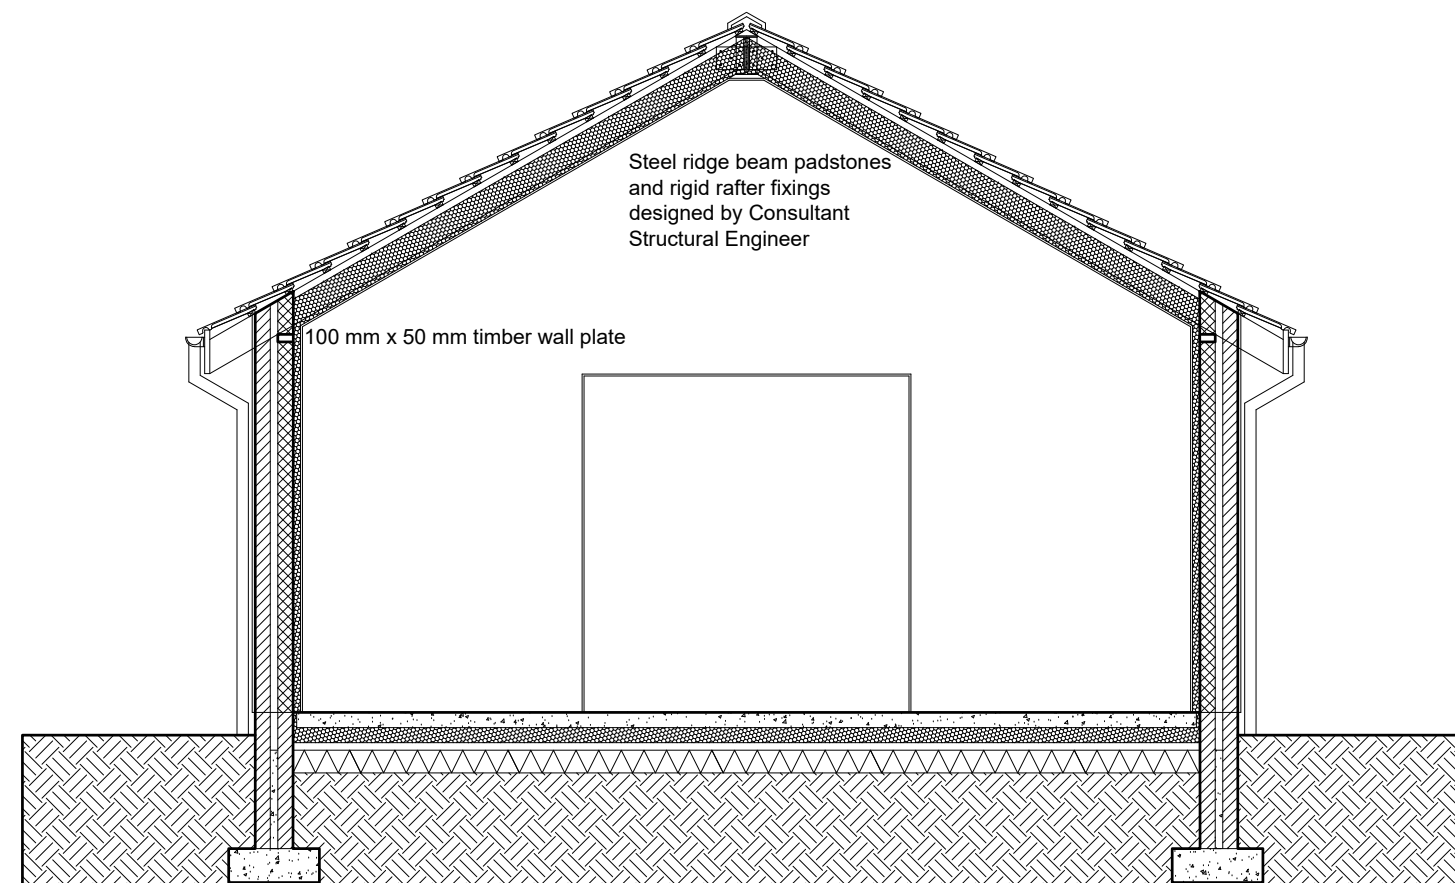 Steel ridge beam padstones
and rigid rafter fixings
designed by Consultant
Structural Engineer
100 mm x 50 mm timber wall plate